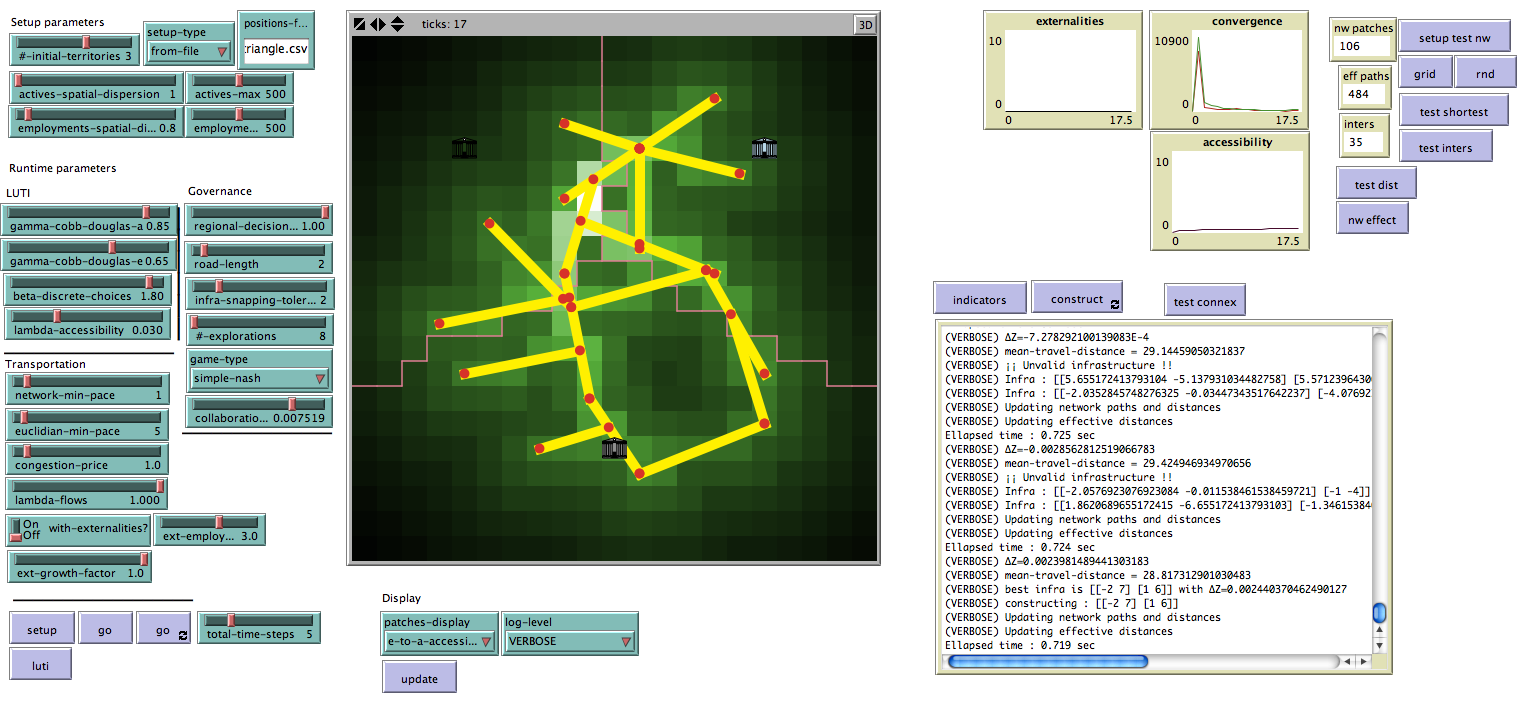 Setup parameters
#-initial-territories 3
setup-type
from-file
positions-f...
:riangle.csv
actives-spatial-dispersion 1
actives-max 500
employments-spatial-di... 0.8
employme... 500
Runtime parameters
LUTI
gamma-cobb-douglas-a 0.85
gamma-cobb-douglas-e 0.65
beta-discrete-choices 1.80
lambda-accessibility 0.030
Governance
regional-decision... 1.00
road-length 2
infra-snapping-toler... 2
#-explorations 8
game-type
simple-nash
collaboratio... 0.007519
Transportation
network-min-pace 1
euclidian-min-pace 5
congestion-price 1.0
lambda-flows 1.000
On
Off
with-externalities?
ext-employ... 3.0
ext-growth-factor 1.0
setup
go
go
total-time-steps 5
luti
ticks: 17
3D
Display
patches-display
e-to-a-accessi...
log-level
VERBOSE
update
externalities
10
0
0
17.5
convergence
10900
0
0
17.5
accessibility
10
0
0
17.5
nw patches
106
eff paths
484
inters
35
setup test nw
grid
rnd
test shortest
test inters
test dist
nw effect
indicators
construct
test connex
(VERBOSE) ΔZ=-7.278292100139083E-4
(VERBOSE) mean-travel-distance = 29.14459050321837
(VERBOSE) ¡¡ Unvalid infrastructure !!
(VERBOSE) Infra : [[5.655172413793104 -5.137931034482758] [5.5712396430
(VERBOSE) Infra : [[-2.0352845748276325 -0.03447343517642237] [-4.07692
(VERBOSE) Updating network paths and distances
(VERBOSE) Updating effective distances
Ellapsed time : 0.725 sec
(VERBOSE) ΔZ=-0.0028562812519066783
(VERBOSE) mean-travel-distance = 29.424946934970656
(VERBOSE) ¡¡ Unvalid infrastructure !!
(VERBOSE) Infra : [[-2.0576923076923084 -0.011538461538459721] [-1 -4]]
(VERBOSE) Infra : [[1.8620689655172415 -6.655172413793103] [-1.34615384
(VERBOSE) Updating network paths and distances
(VERBOSE) Updating effective distances
Ellapsed time : 0.724 sec
(VERBOSE) ΔZ=0.0023981489441303183
(VERBOSE) mean-travel-distance = 28.817312901030483
(VERBOSE) best infra is [[-2 7] [1 6]] with ΔZ=0.002440370462490127
(VERBOSE) constructing : [[-2 7] [1 6]]
(VERBOSE) Updating network paths and distances
(VERBOSE) Updating effective distances
Ellapsed time : 0.719 sec